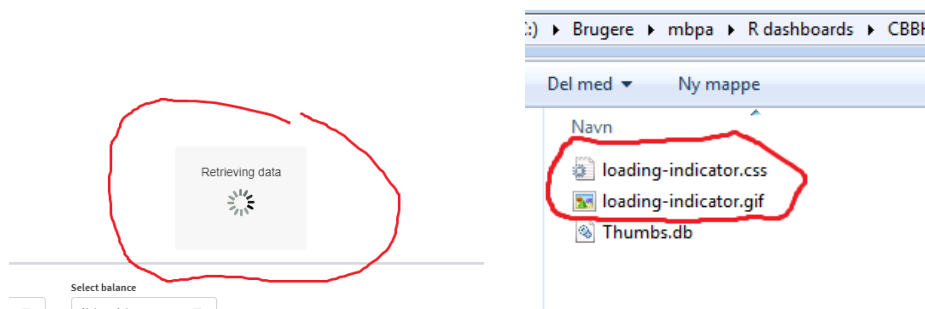 Retrieving data
Select balance
:) ▸ Brugere ▸ mbpa ▸ R dashboards ▸ CBBH
Del med ▾ Ny mappe
Navn
loading-indicator.css
loading-indicator.gif
Thumbs.db